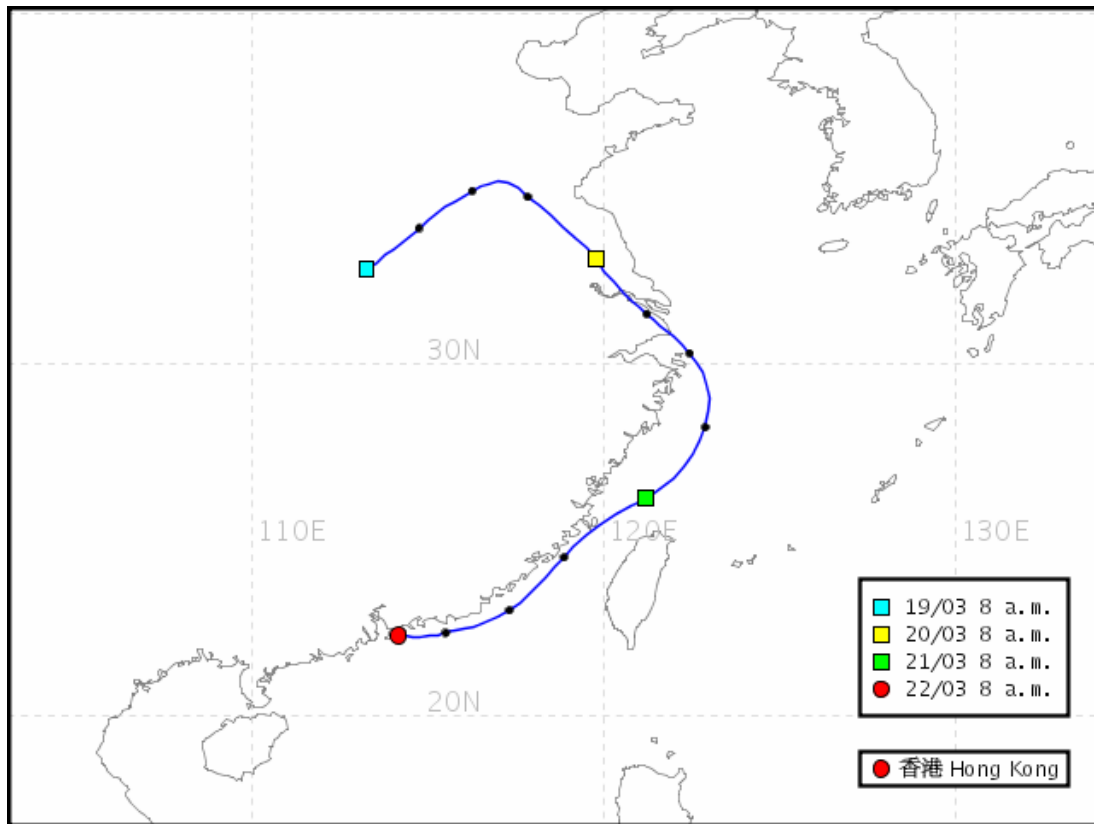 30N
110E
120E
130E
20N
19/03 8 a.m.
20/03 8 a.m.
21/03 8 a.m.
22/03 8 a.m.
香港 Hong Kong